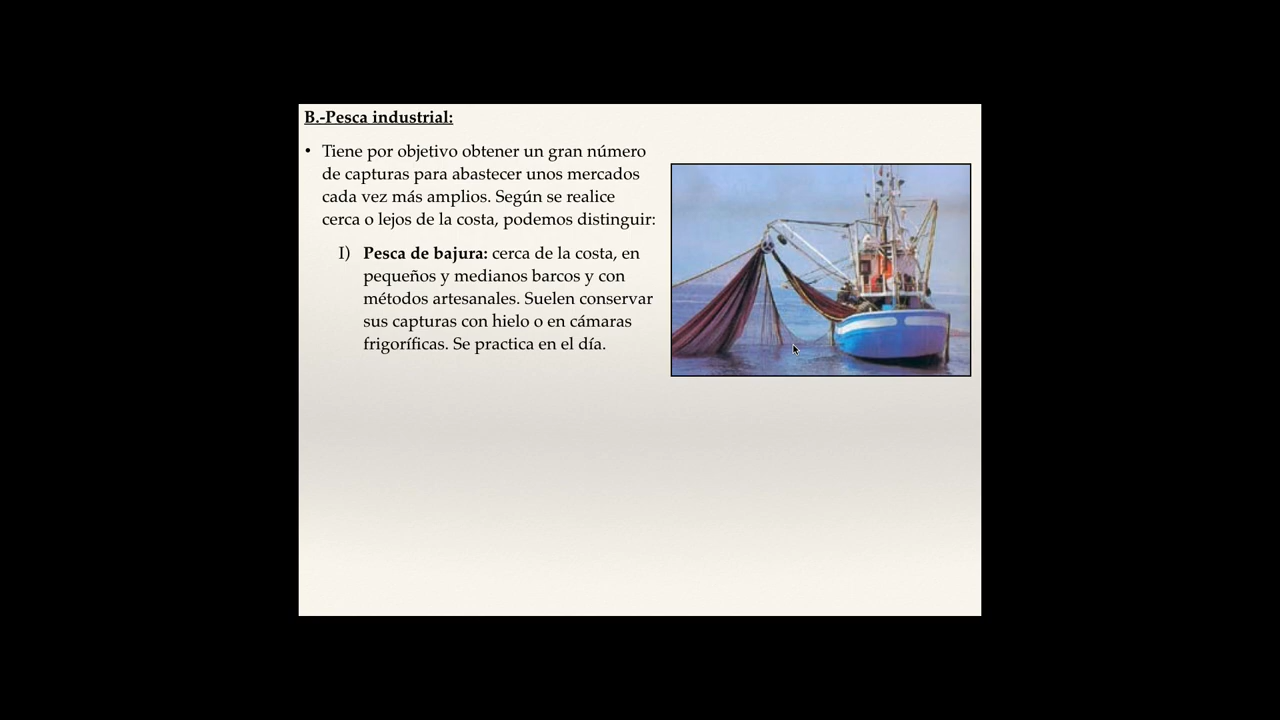 B.-Pesca industrial:
• Tiene por objetivo obtener un gran número
de capturas para abastecer unos mercados
cada vez más amplios. Según se realice
cerca o lejos de la costa, podemos distinguir:
I) Pesca de bajura: cerca de la costa, en
pequeños y medianos barcos y con
métodos artesanales. Suelen conservar
sus capturas con hielo o en cámaras
frigoríficas. Se practica en el día.